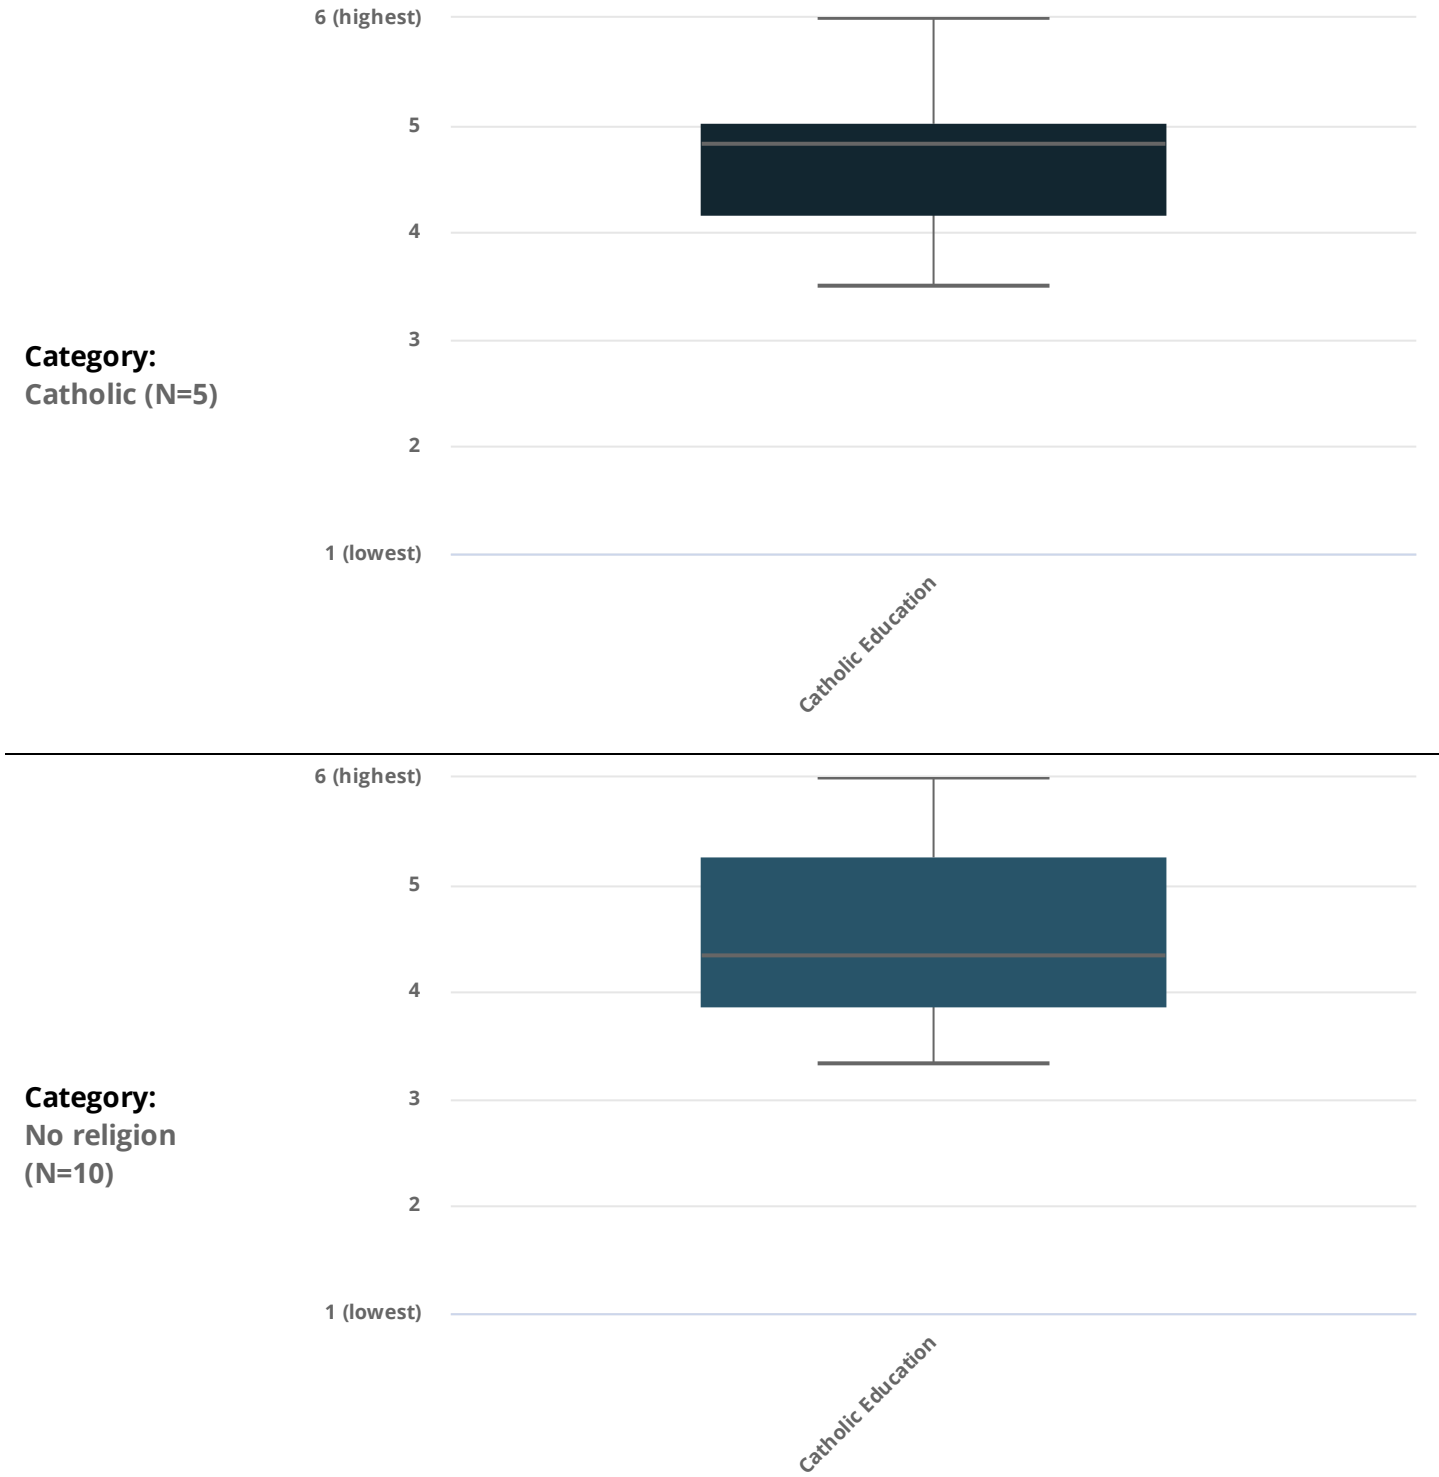 6 (highest)
5
4
3
Category:
Catholic (N=5)
2
1 (lowest)
Catholic Education
6 (highest)
5
4
3
Category:
No religion
(N=10)
2
1 (lowest)
Catholic Education